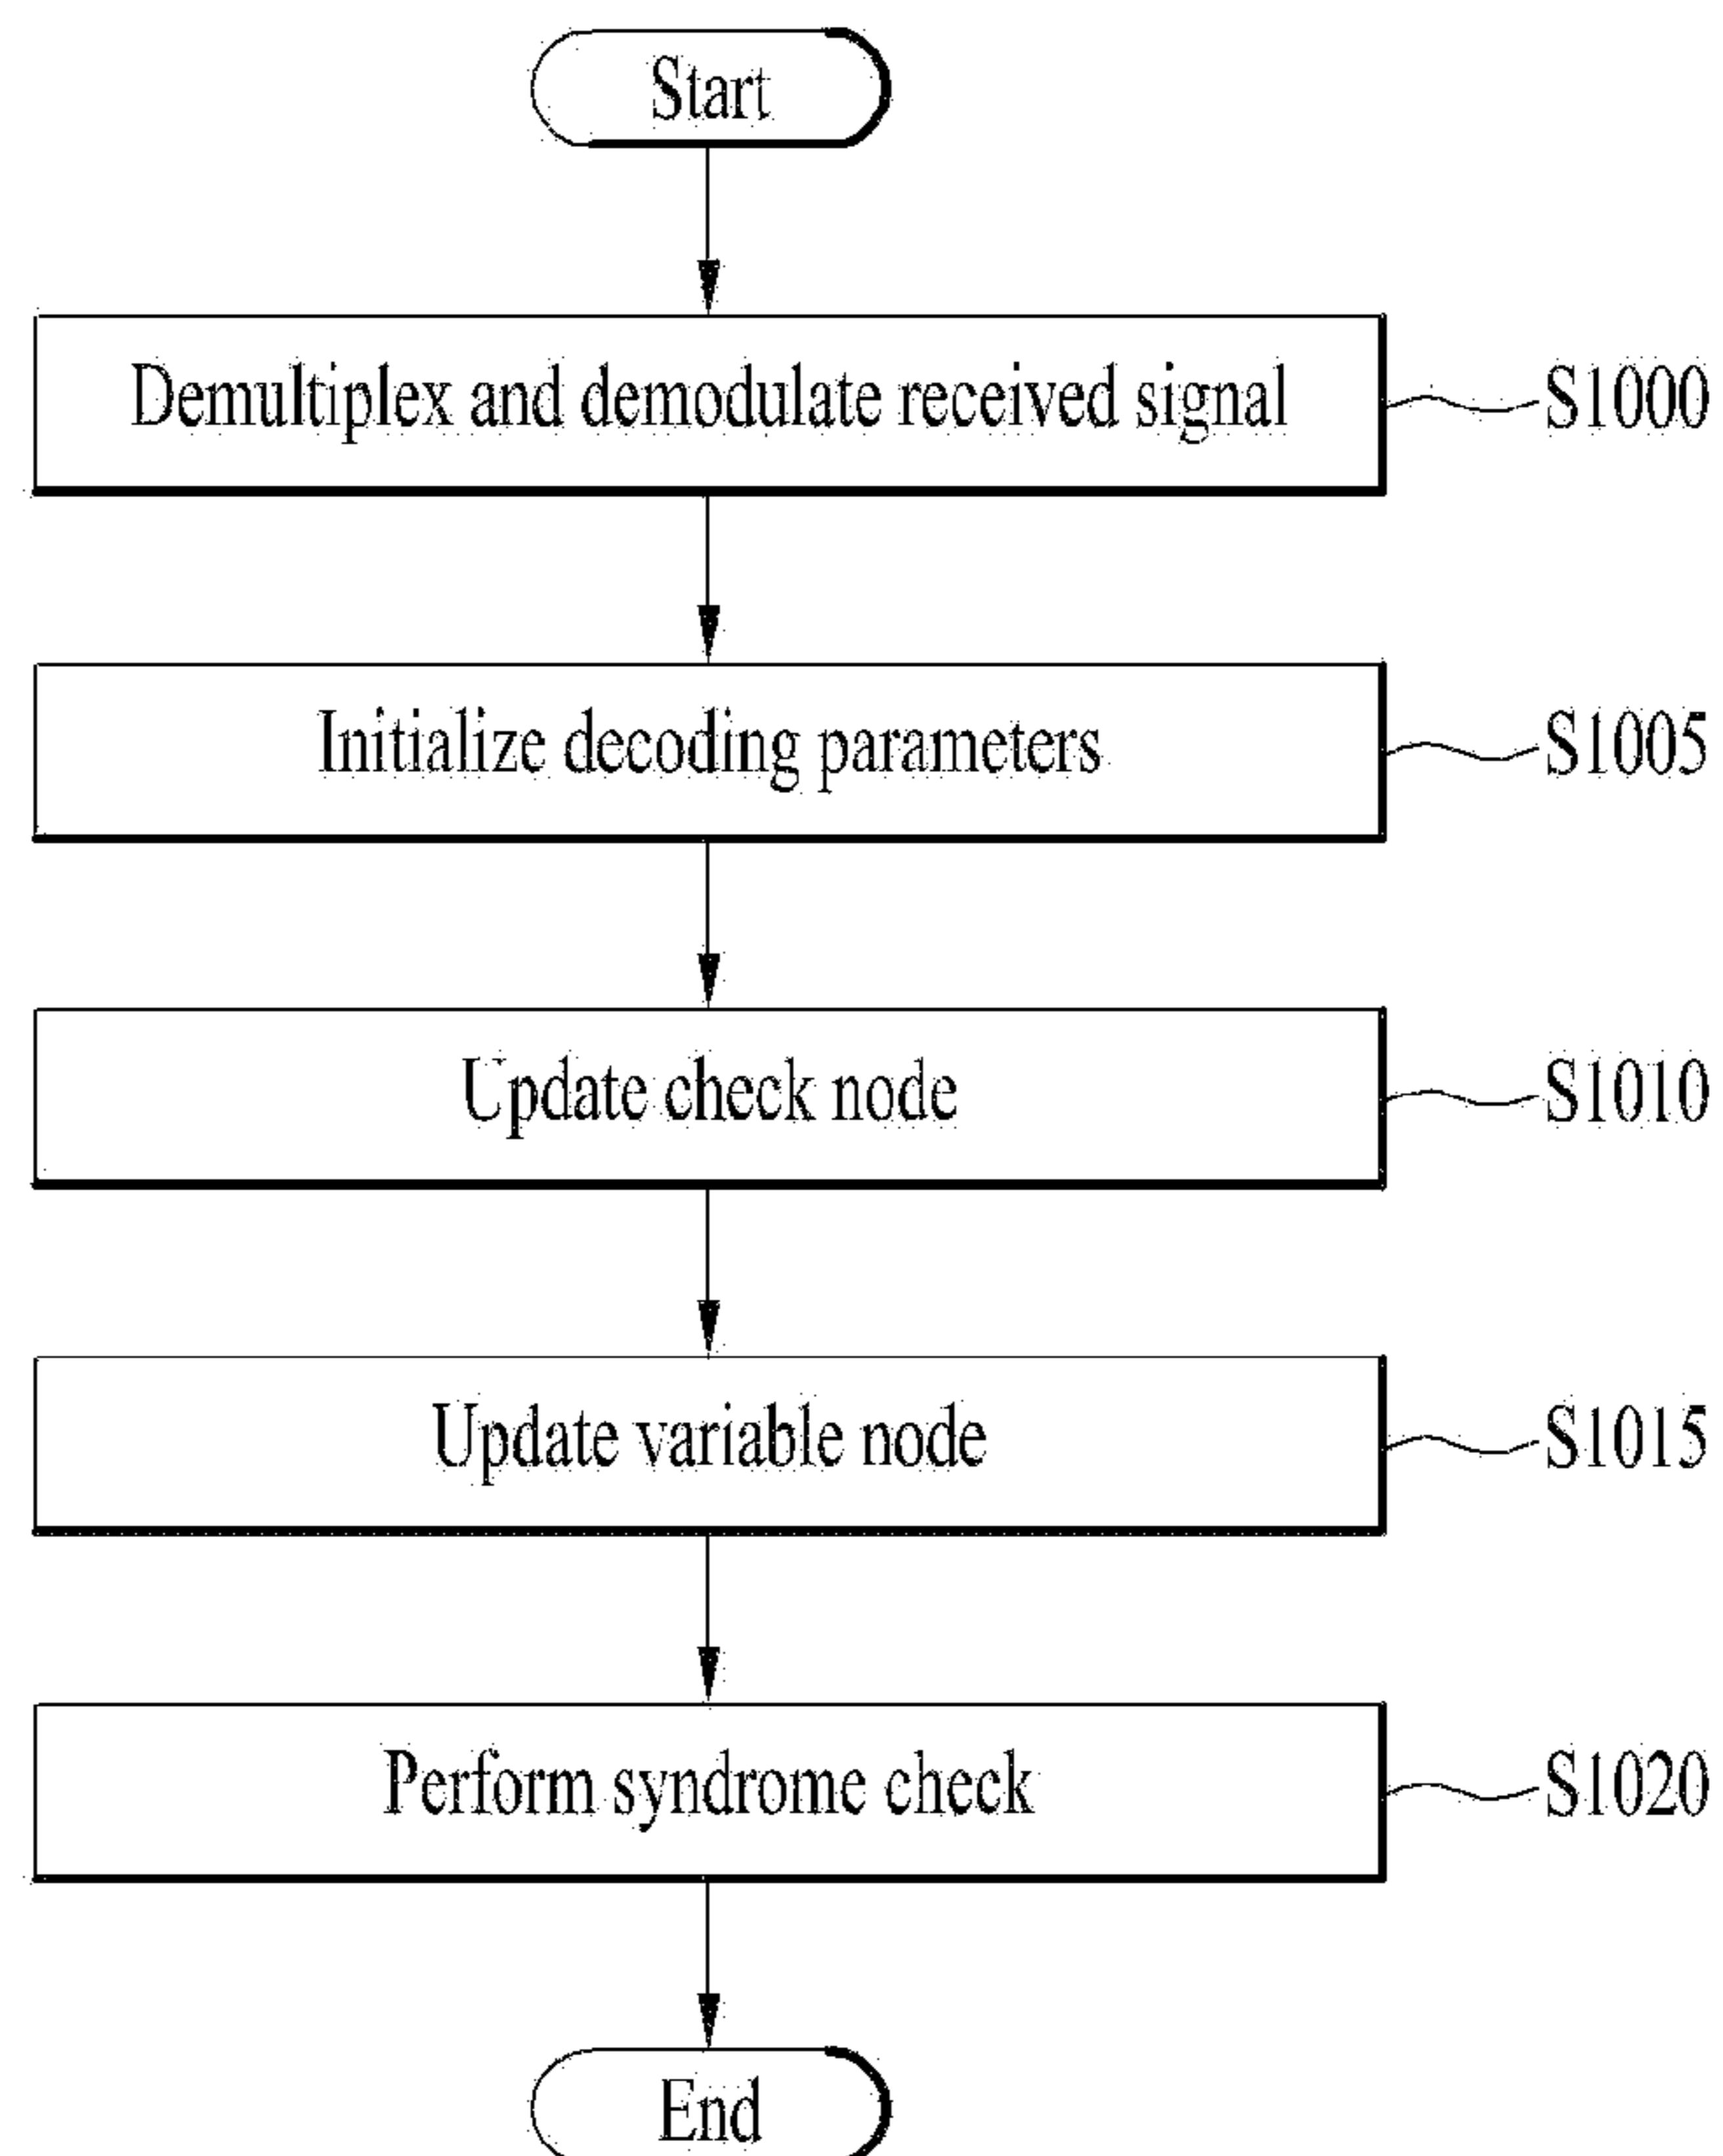 Start
Demultiplex and demodulate received signal
S1000
Initialize decoding parameters
S1005
Update check node
S1010
Update variable node
S1015
Perform syndrome check
S1020
End